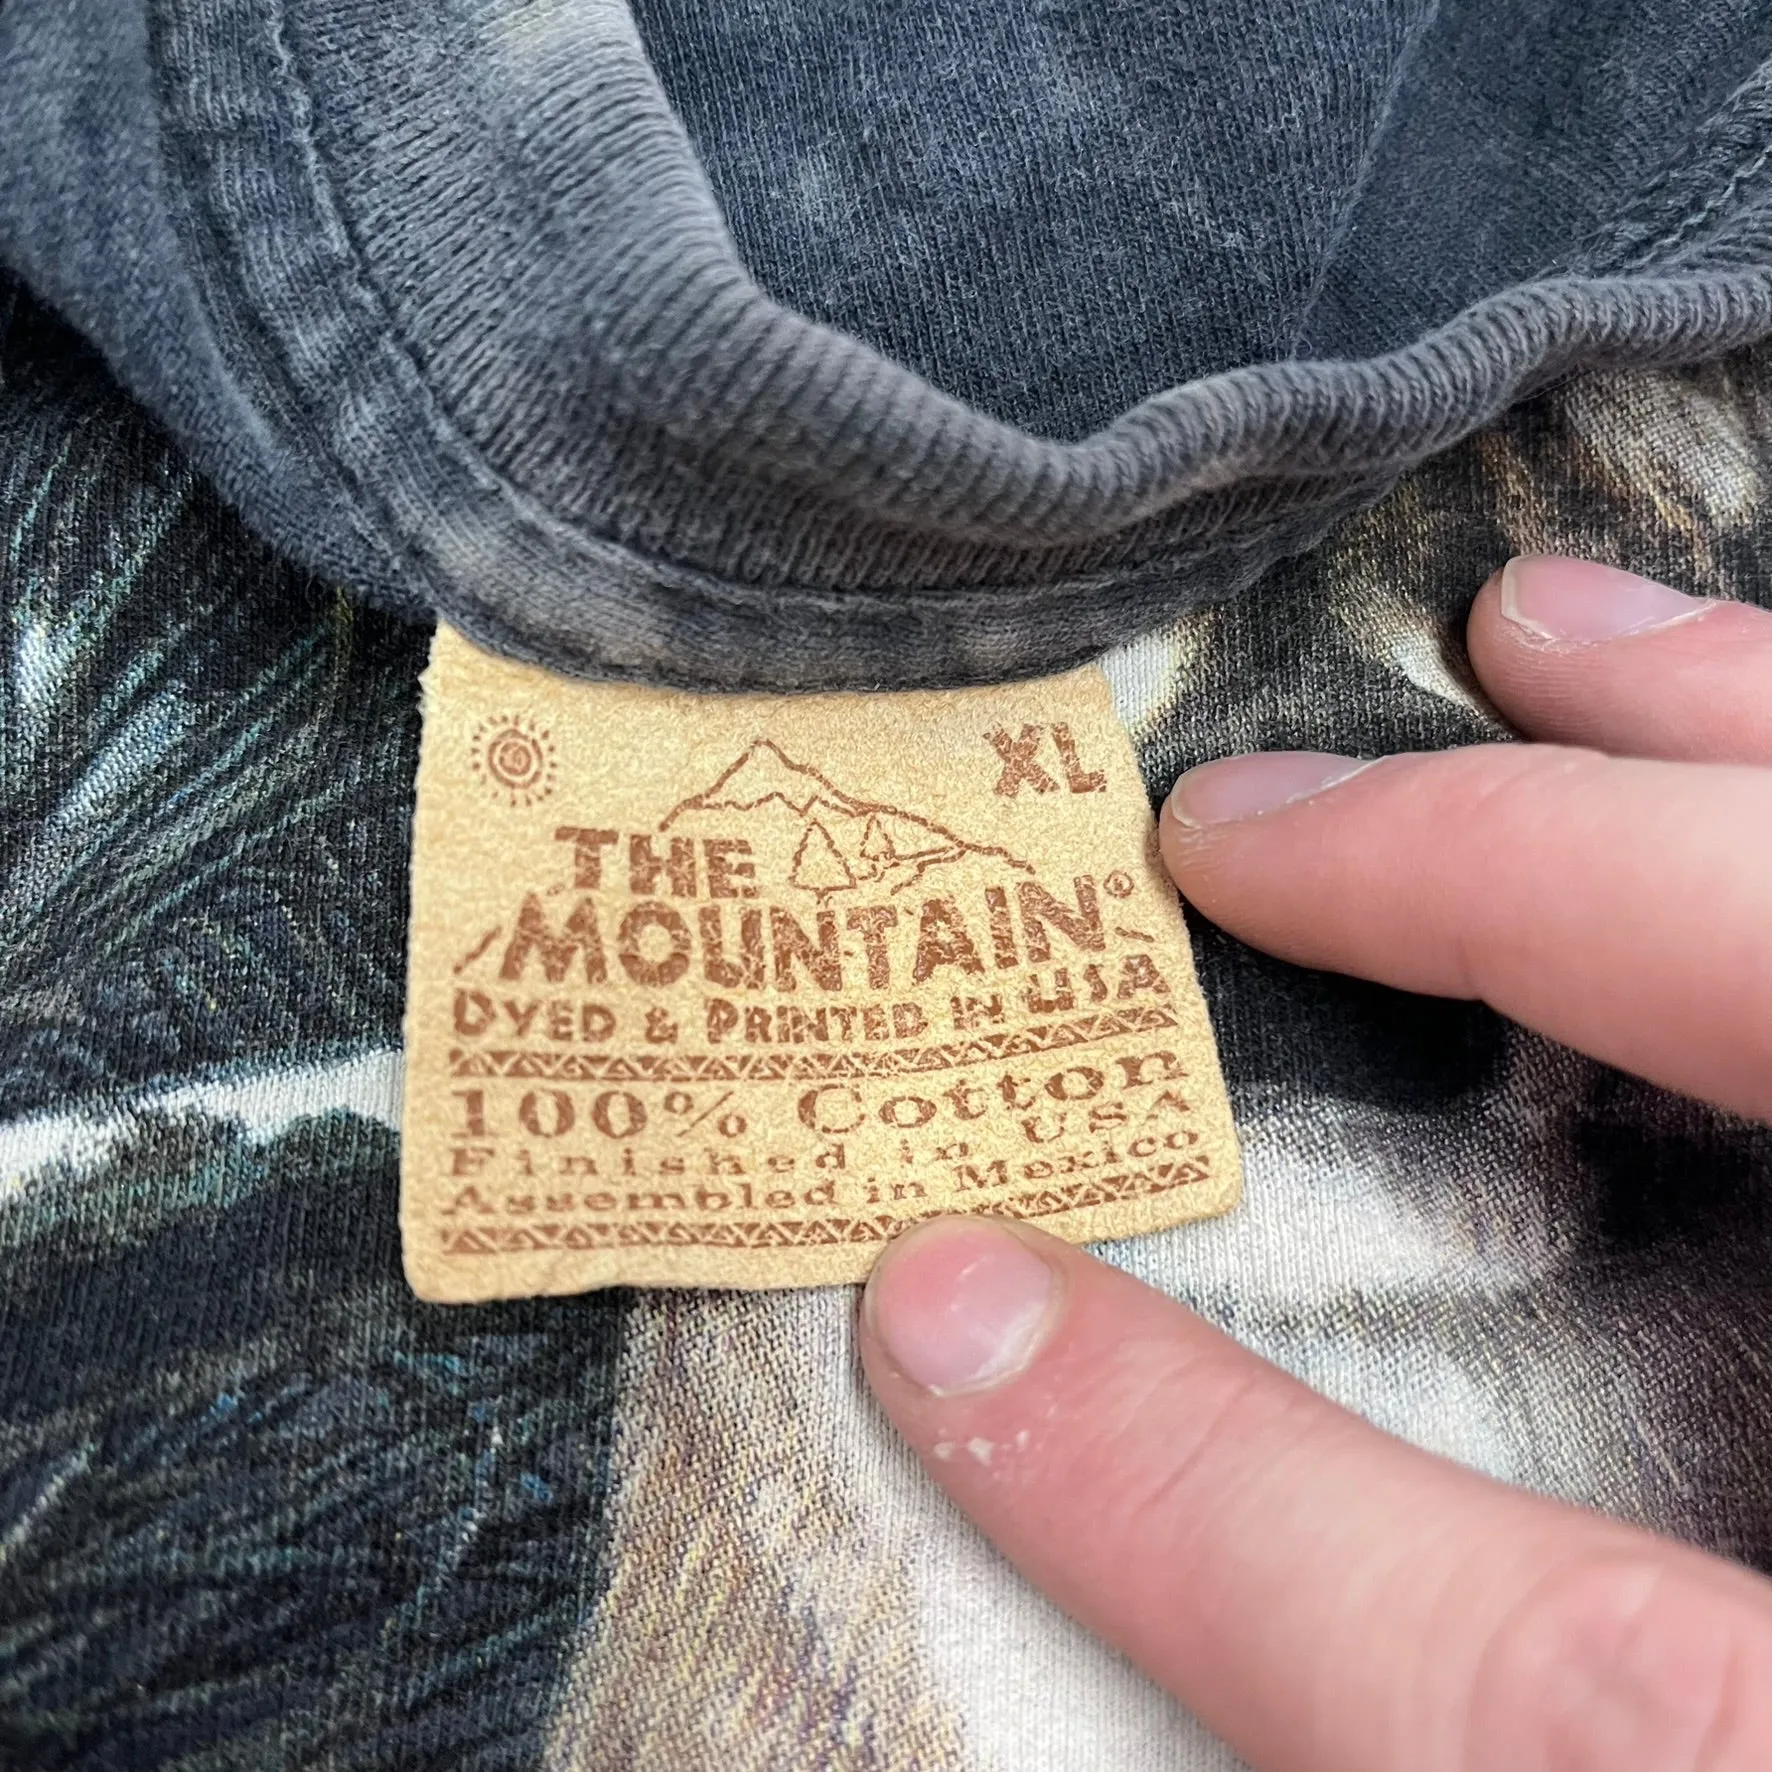 XL
THE
MOUNTAIN®
DYED & PRINTED IN USA
100% Cotton
Finished in USA
Assembled in Mexico